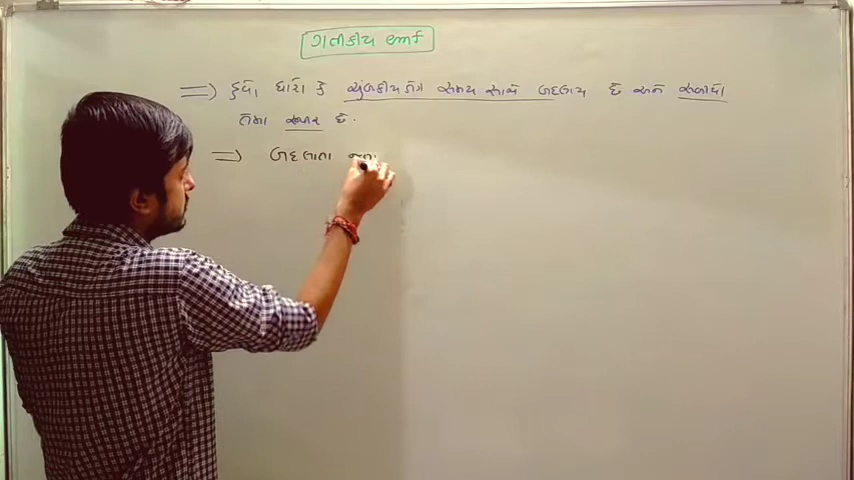 ગતીકીય emf
=> હવે, ધારો કે ચુંબકીય ક્ષેત્ર સમય સાથે બદલાય છે અને સળીયો
તેમા સ્થિર છે.
=> બદલાતા